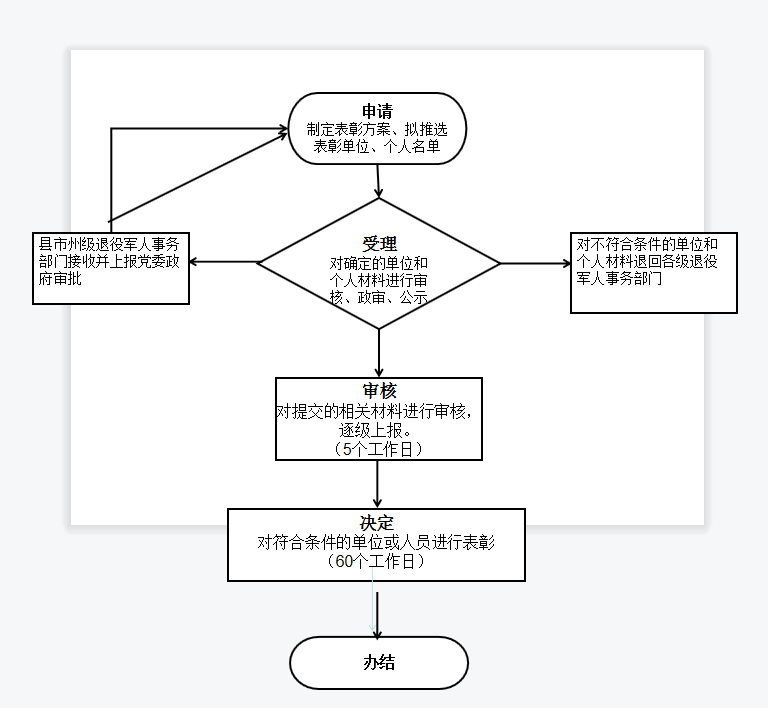 申请
制定表彰方案、拟推选
表彰单位、个人名单
县市州级退役军人事务
部门接收并上报党委政
府审批
受理
对确定的单位和
个人材料进行审
核、政审、公示
对不符合条件的单位和
个人材料退回各级退役
军人事务部门
审核
对提交的相关材料进行审核，
逐级上报。
（5个工作日）
决定
对符合条件的单位或人员进行表彰
（60个工作日）
办结